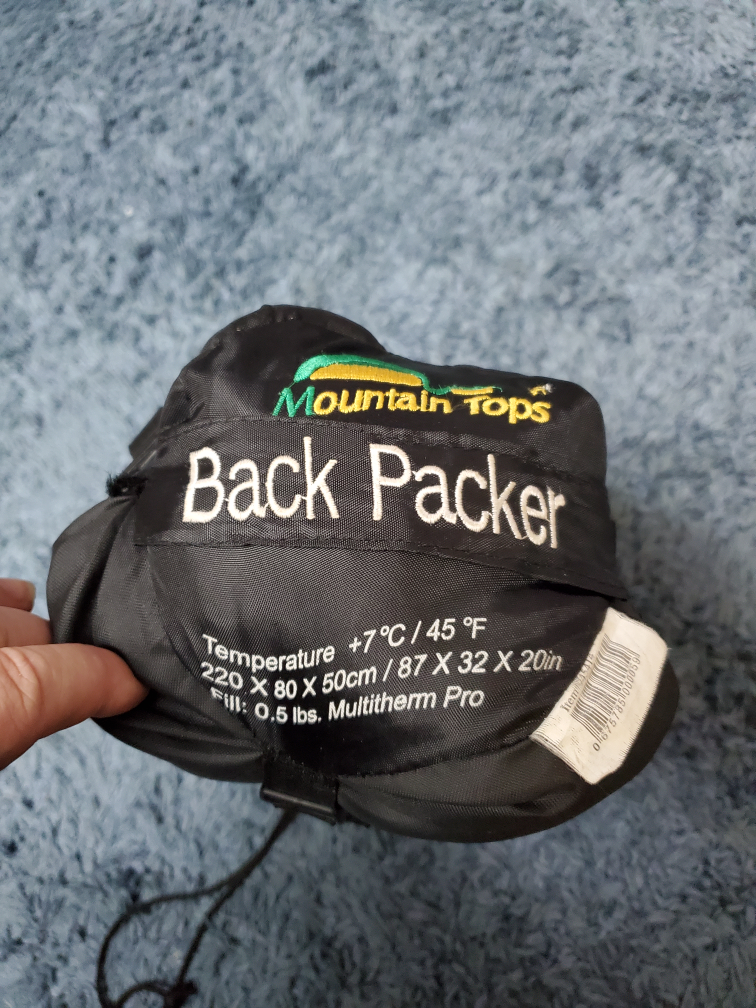 Mountain Tops
Back Packer
Temperature +7°C / 45 °F
220 X 80 X 50cm / 87 X 32 X 20in
Fill: 0.5 lbs. Multitherm Pro